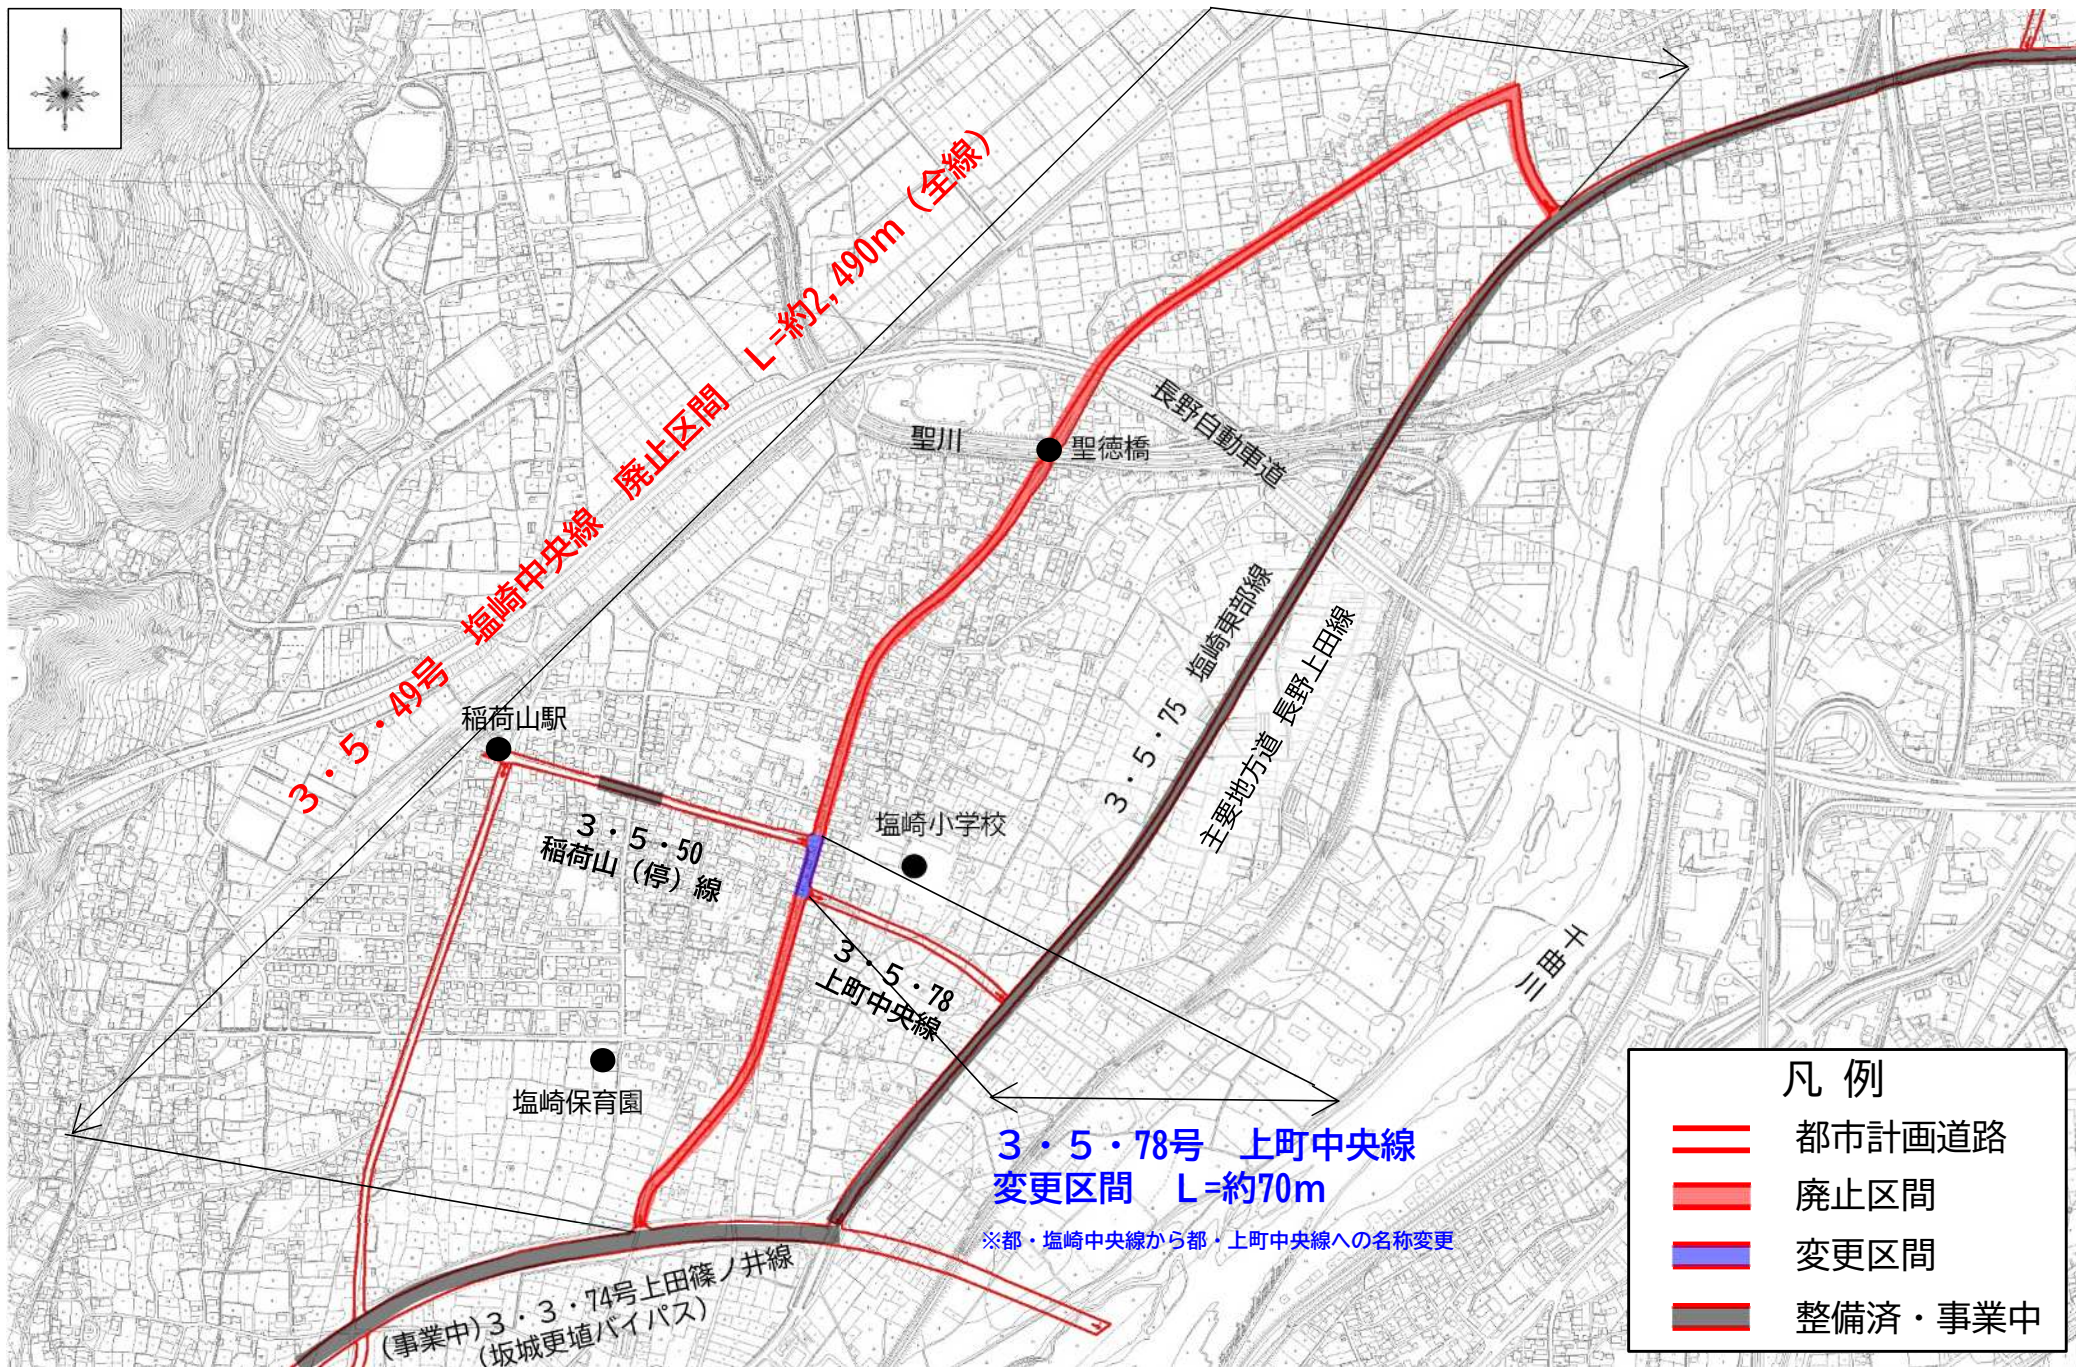 3・5・49号 塩崎中央線 廃止区間 L=約2,490m（全線）
聖川
聖徳橋
長野自動車道
3・5・75 塩崎東部線
主要地方道 長野上田線
稲荷山駅
3・5・50
稲荷山（停）線
塩崎小学校
3・5・78
上町中央線
千曲川
塩崎保育園
3・5・78号 上町中央線
変更区間 L=約70m
※都・塩崎中央線から都・上町中央線への名称変更
(事業中)3・3・74号上田篠ノ井線
（坂城更埴バイパス）
凡 例
都市計画道路
廃止区間
変更区間
整備済・事業中